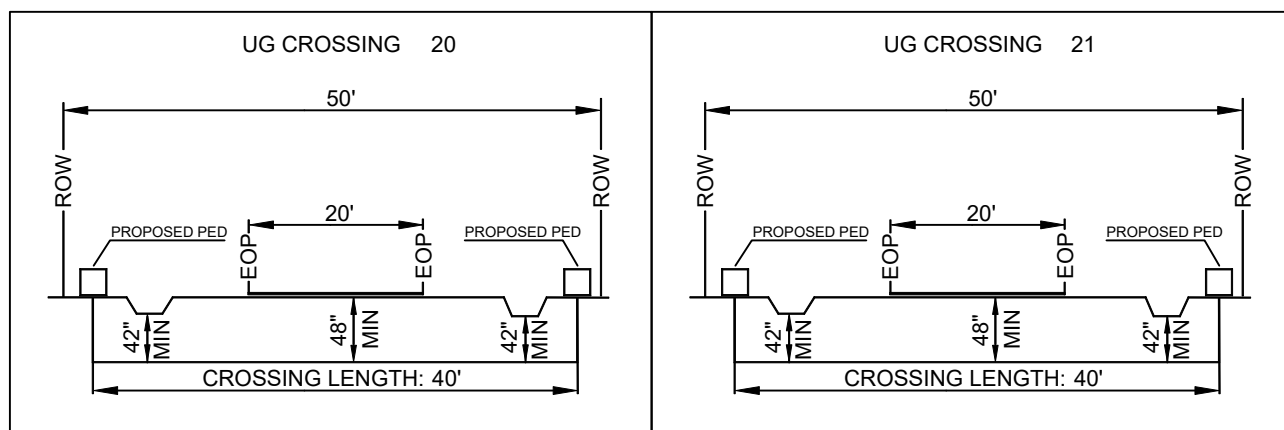 UG CROSSING 20
50'
ROW
ROW
20'
PROPOSED PED
PROPOSED PED
EOP
EOP
42"
MIN
48"
MIN
42"
MIN
CROSSING LENGTH: 40'
UG CROSSING 21
50'
ROW
ROW
20'
PROPOSED PED
PROPOSED PED
EOP
EOP
42"
MIN
48"
MIN
42"
MIN
CROSSING LENGTH: 40'